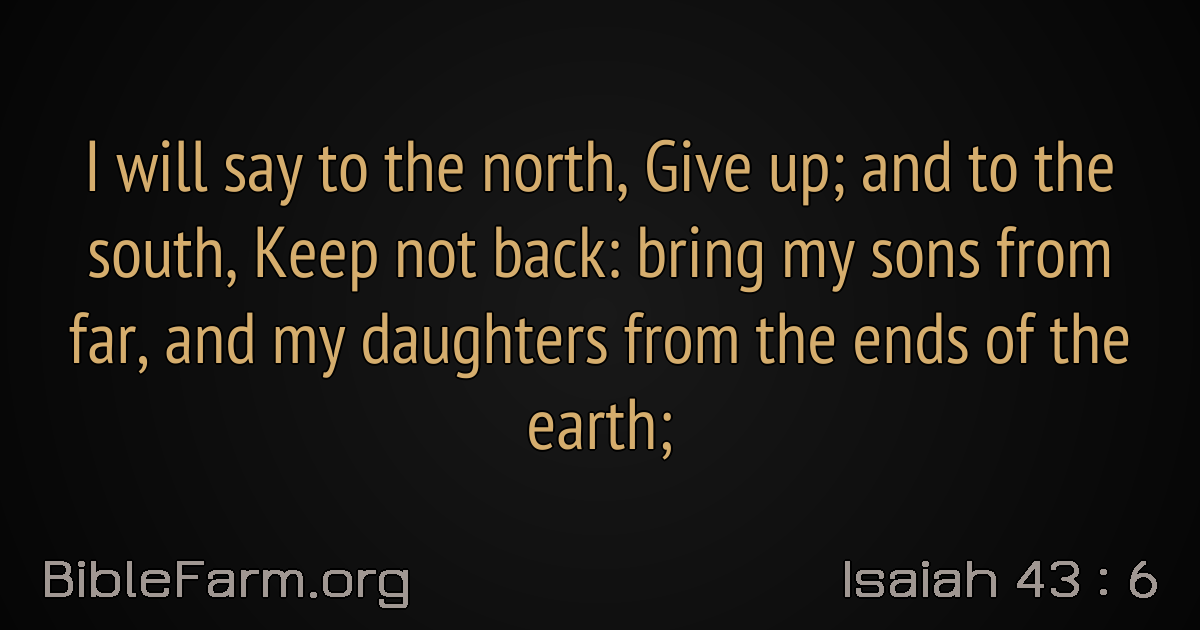 I will say to the north, Give up; and to the
south, Keep not back: bring my sons from
far, and my daughters from the ends of the
earth;
BibleFarm.org
Isaiah 43 : 6